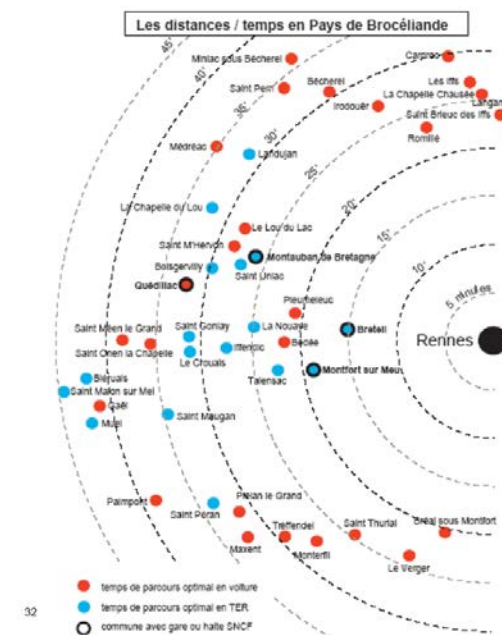 Les distances / temps en Pays de Brocéliande
45'
40'
35'
30'
25'
20'
15'
10'
5 minutes
Miniac sous Bécherel
Saint Pern
Bécherel
Irodouër
Les Iffs
La Chapelle Chausée
Langan
Saint Brieuc des Iffs
Romillé
Médréac
Landujan
La Chapelle du Lou
Le Lou du Lac
Saint M'Hervon
Montauban de Bretagne
Boisgervilly
Saint Uniac
Quédillac
Pleumeleuc
Breteil
Rennes
Saint Méen le Grand
Saint Gonlay
La Nouaye
Saint Onen la Chapelle
Iffendic
Bedée
Le Crouais
Talensac
Montfort sur Meu
Bléruais
Saint Malon sur Mel
Gaël
Muel
Saint Maugan
Paimpont
Saint Péran
Plélan le Grand
Maxent
Treffendel
Monterfil
Saint Thurial
Bréal sous Montfort
Le Verger
temps de parcours optimal en voiture
temps de parcours optimal en TER
commune avec gare ou halte SNCF
32